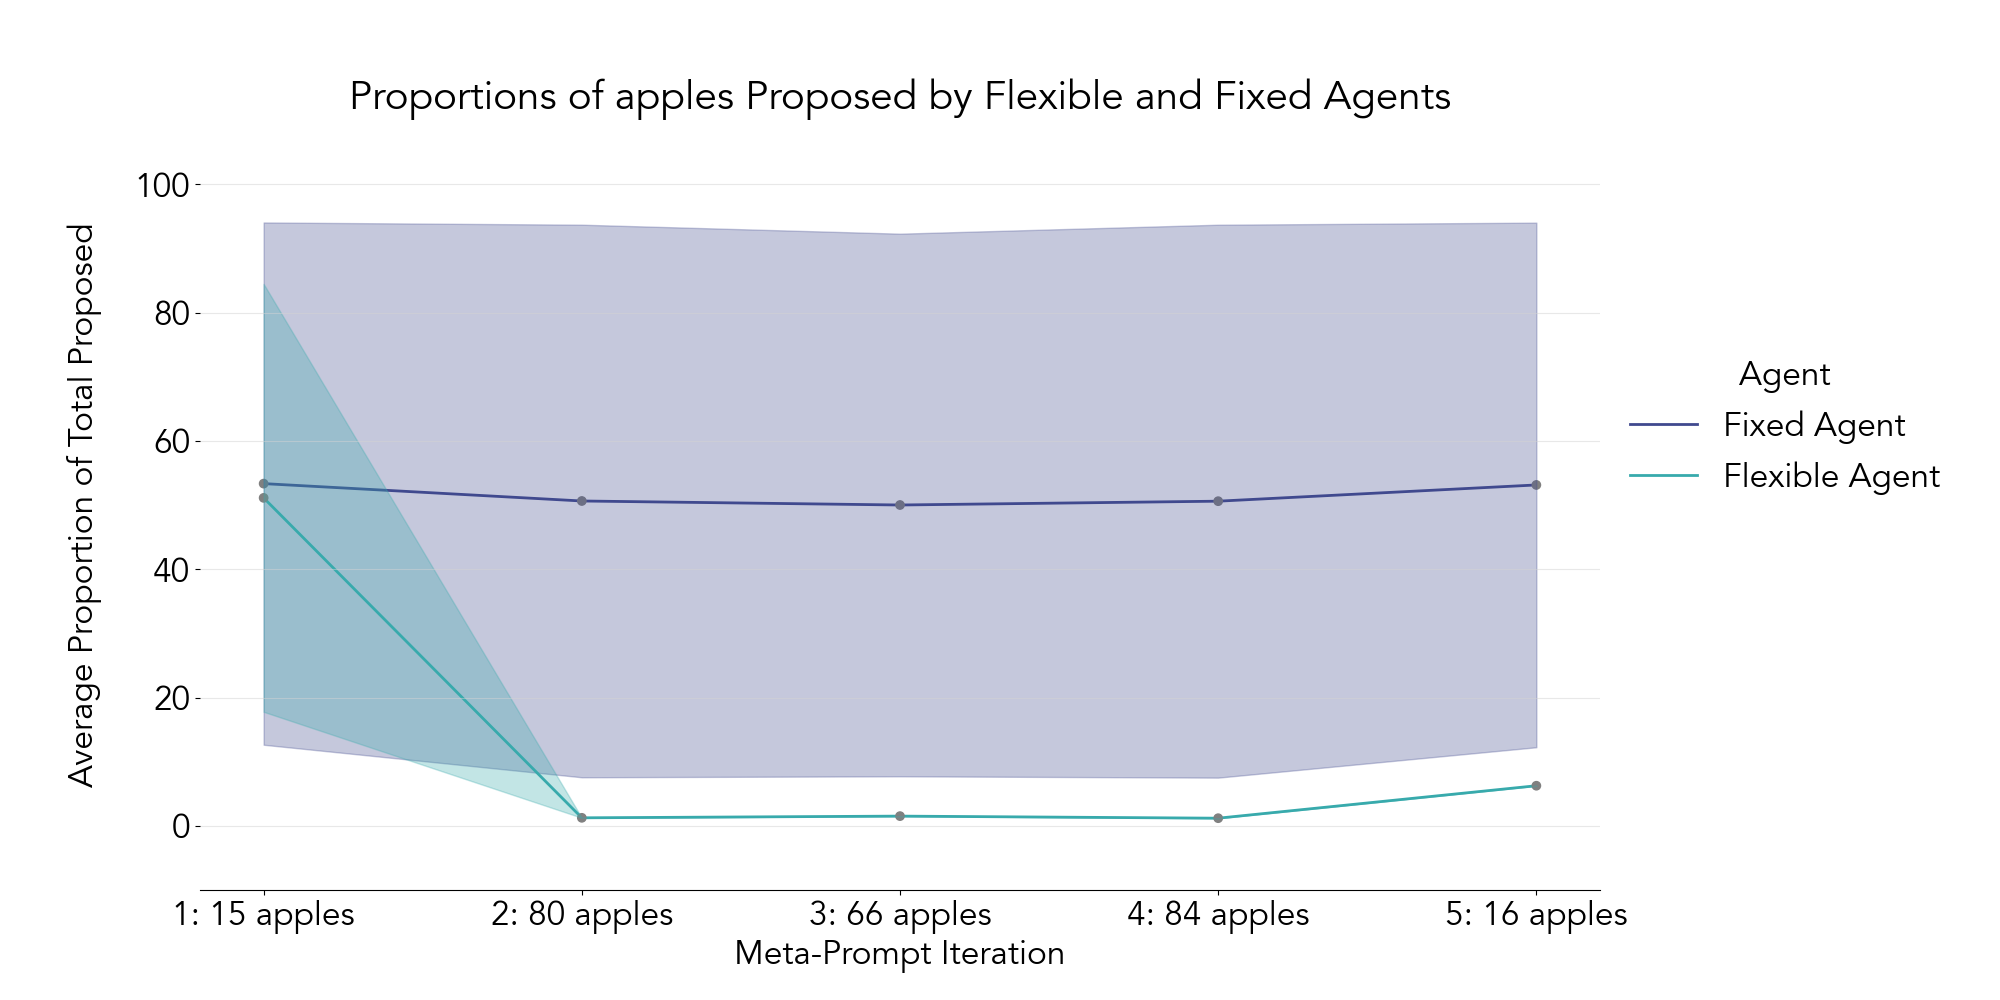 Proportions of apples Proposed by Flexible and Fixed Agents
Average Proportion of Total Proposed
100
80
60
40
20
0
1: 15 apples
2: 80 apples
3: 66 apples
4: 84 apples
5: 16 apples
Meta-Prompt Iteration
Agent
Fixed Agent
Flexible Agent